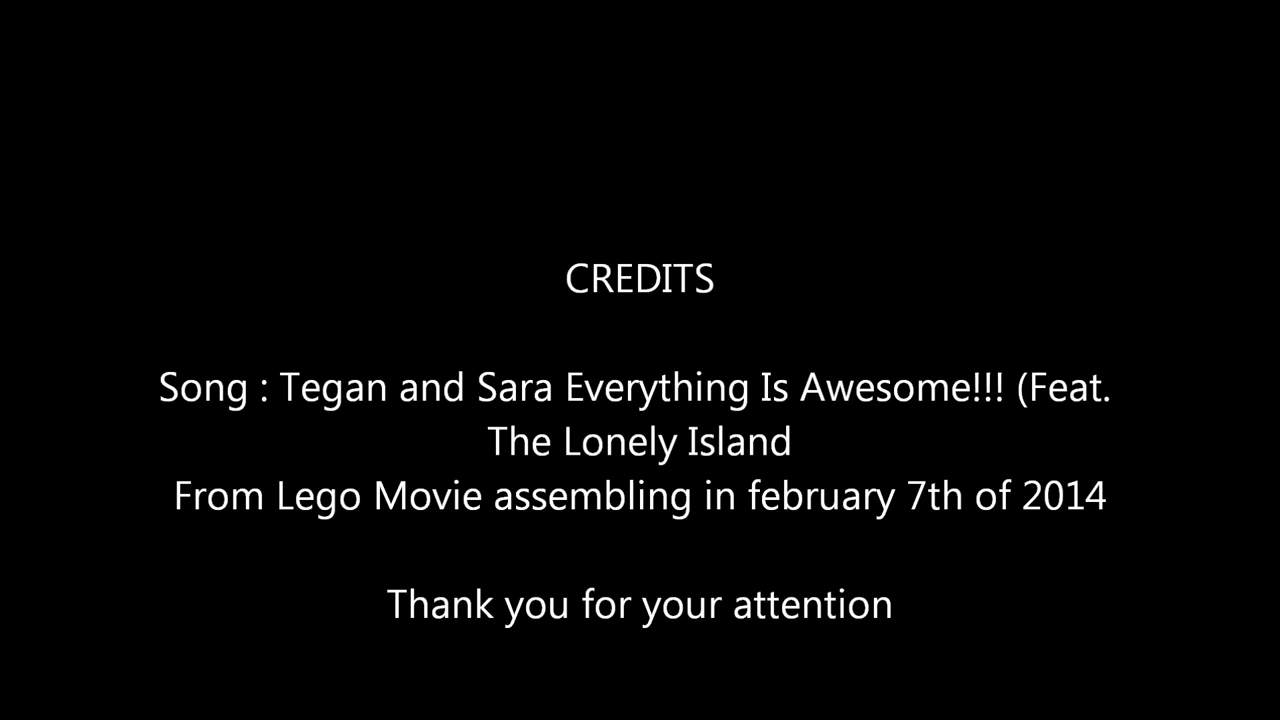 CREDITS
Song : Tegan and Sara Everything Is Awesome!!! (Feat.
The Lonely Island
From Lego Movie assembling in february 7th of 2014
Thank you for your attention